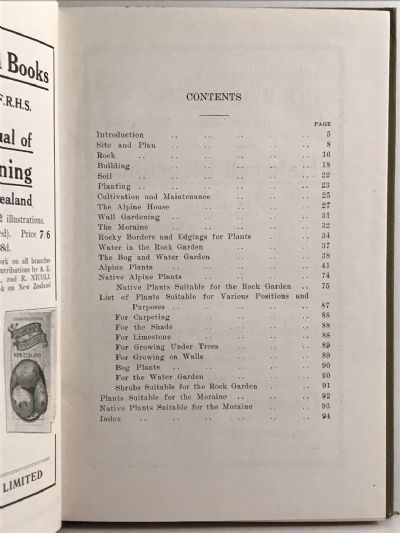 Books
F.R.H.S.
ual of
ning
ealand
illustrations.
Price 7/6
8d.
ork on all branches
ntributions by A. E.
and R. NICOLL
ok on New Zealand
NEW ZEALAND
LIMITED
CONTENTS
PAGE
Introduction .. .. .. .. .. 5
Site and Plan .. .. .. .. .. 8
Rock .. .. .. .. .. .. 16
Building .. .. .. .. .. 18
Soil .. .. .. .. .. .. 22
Planting .. .. .. .. .. .. 23
Cultivation and Maintenance .. .. .. 25
The Alpine House .. .. .. .. 27
Wall Gardening .. .. .. .. .. 31
The Moraine .. .. .. .. .. 32
Rocky Borders and Edgings for Plants .. .. 34
Water in the Rock Garden .. .. .. 37
The Bog and Water Garden .. .. .. 38
Alpine Plants .. .. .. .. .. 41
Native Alpine Plants .. .. .. .. 74
Native Plants Suitable for the Rock Garden .. 75
List of Plants Suitable for Various Positions and
Purposes .. .. .. .. .. 87
For Carpeting .. .. .. .. 88
For the Shade .. .. .. .. 88
For Limestone .. .. .. .. 89
For Growing Under Trees .. .. .. 89
For Growing on Walls .. .. .. 89
Bog Plants .. .. .. .. .. 90
For the Water Garden .. .. .. 90
Shrubs Suitable for the Rock Garden .. .. 91
Plants Suitable for the Moraine .. .. .. 92
Native Plants Suitable for the Moraine .. .. 93
Index .. .. .. .. .. .. 94